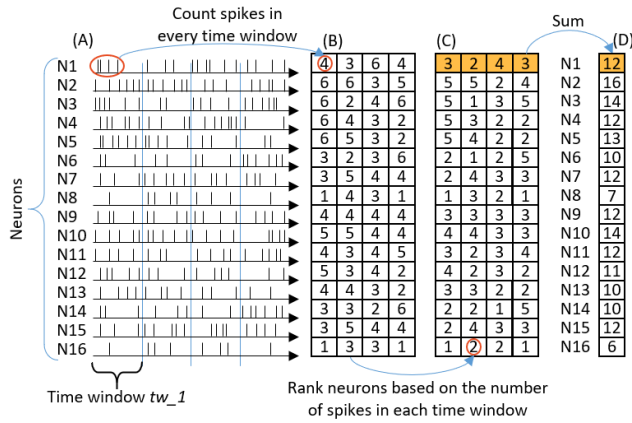 Count spikes in every time window
Sum
(A) (B) (C) (D)
Neurons
N1 4 3 6 4 3 2 4 3 N1 12
N2 6 6 3 5 5 5 2 4 N2 16
N3 6 2 4 6 5 1 3 5 N3 14
N4 6 5 3 2 5 3 2 2 N4 12
N5 6 5 3 2 5 4 2 2 N5 13
N6 3 2 3 6 2 1 2 5 N6 10
N7 3 5 4 4 2 4 3 3 N7 12
N8 1 4 3 1 1 3 2 1 N8 7
N9 4 4 4 4 3 3 3 3 N9 12
N10 5 5 4 4 4 4 3 3 N10 14
N11 4 3 4 5 3 2 3 4 N11 12
N12 5 3 4 2 4 2 3 2 N12 11
N13 4 4 3 2 3 3 2 2 N13 10
N14 3 3 2 6 2 2 1 5 N14 10
N15 3 5 4 4 2 4 3 3 N15 12
N16 1 3 3 1 1 2 2 1 N16 6
Time window tw_1
Rank neurons based on the number
of spikes in each time window